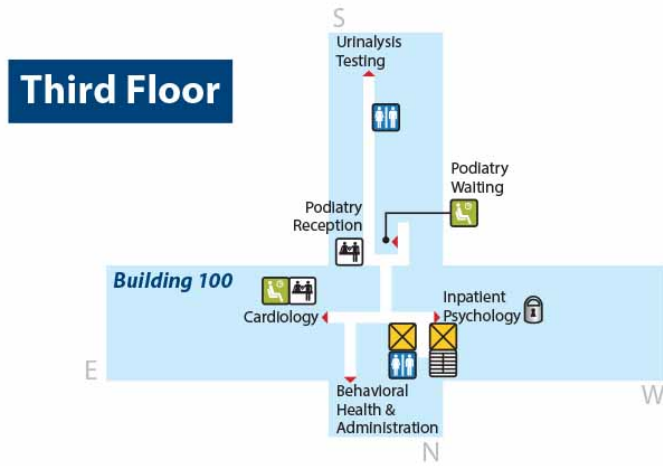 S
Urinalysis
Testing
Third Floor
Podiatry
Waiting
Podiatry
Reception
Building 100
Cardiology
Inpatient
Psychology
E
W
Behavioral
Health &
Administration
N